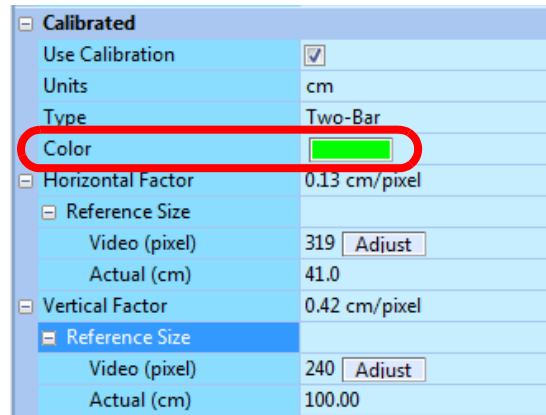 Calibrated
Use Calibration
Units cm
Type Two-Bar
Color
Horizontal Factor 0.13 cm/pixel
Reference Size
Video (pixel) 319 Adjust
Actual (cm) 41.0
Vertical Factor 0.42 cm/pixel
Reference Size
Video (pixel) 240 Adjust
Actual (cm) 100.00